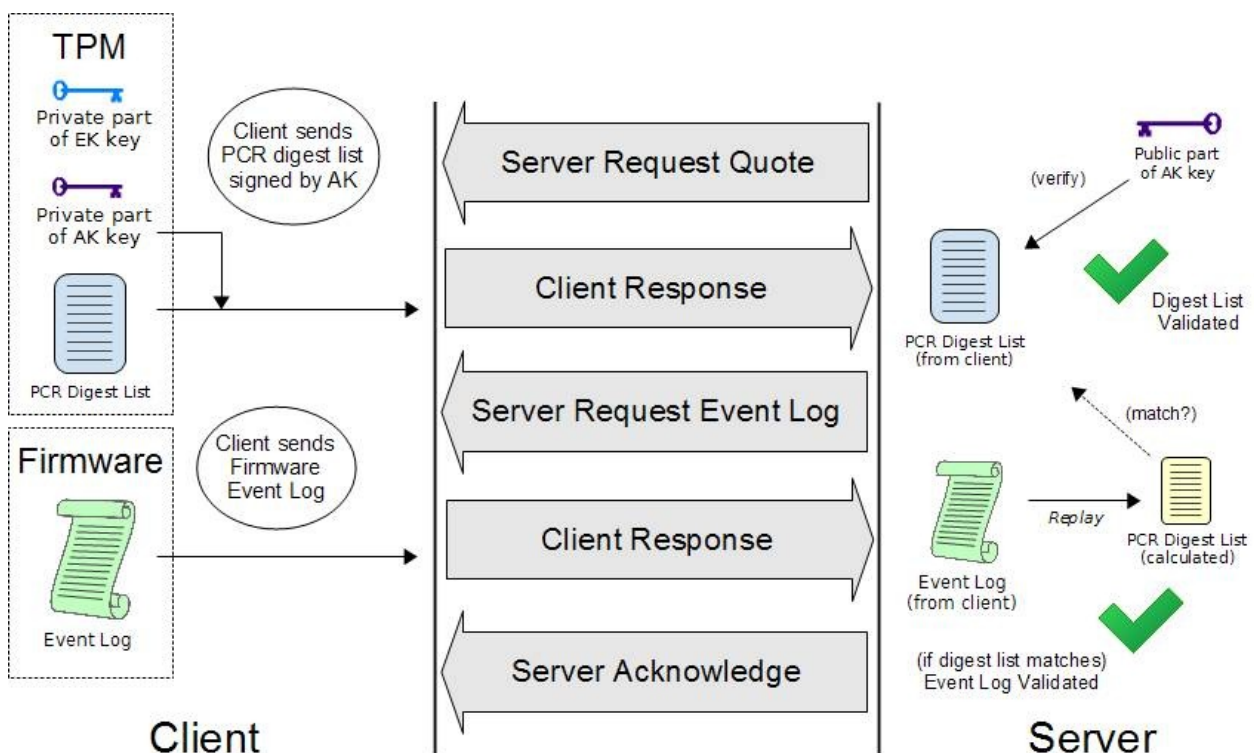 TPM
Private part
of EK key
Private part
of AK key
PCR Digest List
Client sends
PCR digest list
signed by AK
Firmware
Event Log
Client sends
Firmware
Event Log
Client
Server Request Quote
Client Response
Server Request Event Log
Client Response
Server Acknowledge
Public part
of AK key
(verify)
PCR Digest List
(from client)
Digest List
Validated
(match?)
Replay
PCR Digest List
(calculated)
Event Log
(from client)
(if digest list matches)
Event Log Validated
Server